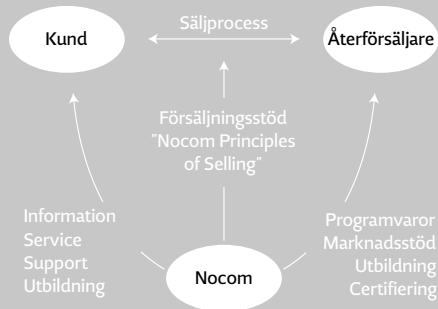 Säljprocess
Kund
Återförsäljare
Försäljningsstöd
"Nocom Principles
of Selling"
Information
Service
Support
Utbildning
Programvaror
Marknadsstöd
Utbildning
Certifiering
Nocom